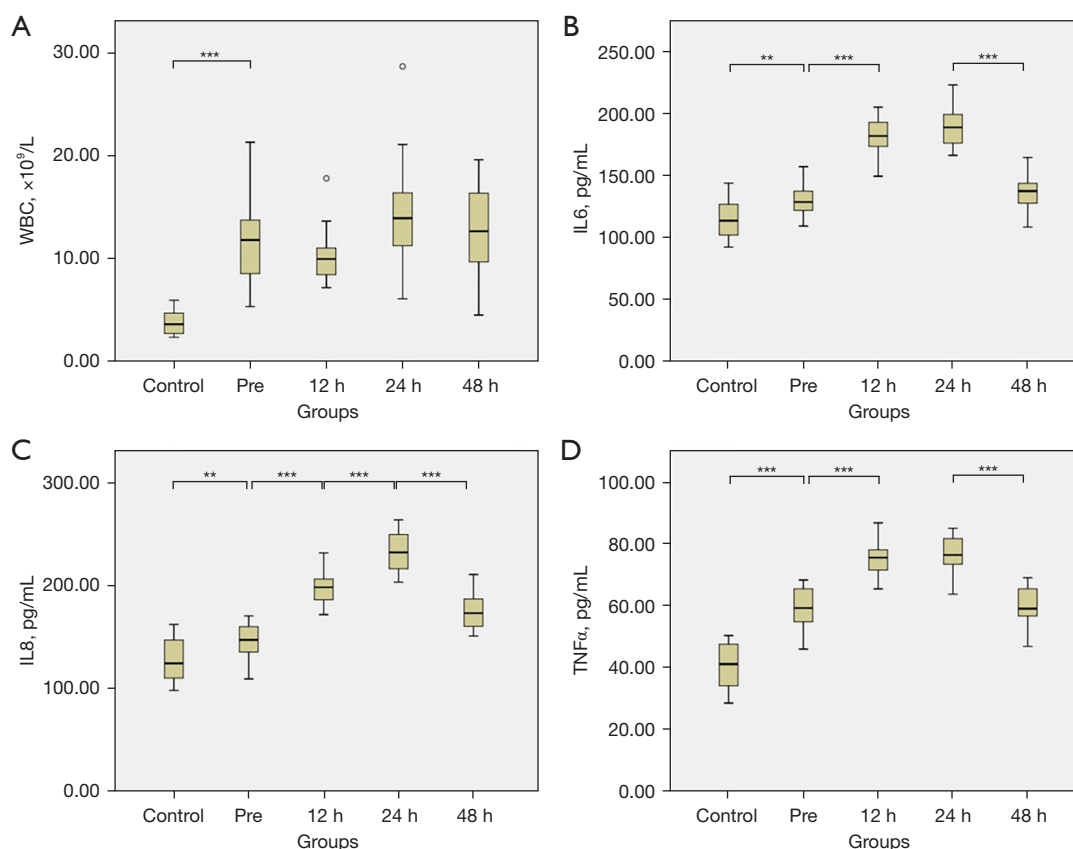 A
WBC, ×10⁹/L
30.00
20.00
10.00
0.00
***
Control Pre 12 h 24 h 48 h
Groups
B
IL6, pg/mL
250.00
200.00
150.00
100.00
50.00
0.00
** *** ***
Control Pre 12 h 24 h 48 h
Groups
C
IL8, pg/mL
300.00
200.00
100.00
0.00
** *** *** ***
Control Pre 12 h 24 h 48 h
Groups
D
TNFα, pg/mL
100.00
80.00
60.00
40.00
20.00
0.00
*** *** ***
Control Pre 12 h 24 h 48 h
Groups